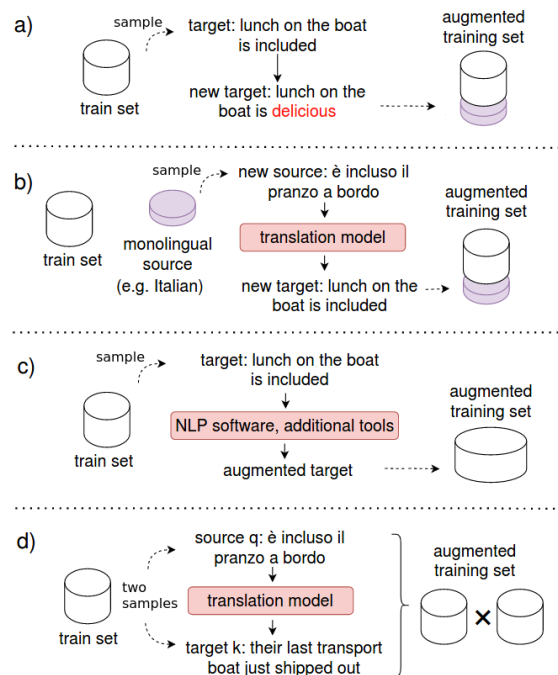 a)
sample
target: lunch on the boat
is included
train set
new target: lunch on the
boat is delicious
augmented
training set
b)
sample
new source: è incluso il
pranzo a bordo
train set
monolingual
source
(e.g. Italian)
translation model
new target: lunch on the
boat is included
augmented
training set
c)
sample
target: lunch on the boat
is included
train set
NLP software, additional tools
augmented target
augmented
training set
d)
source q: è incluso il
pranzo a bordo
two
samples
train set
translation model
target k: their last transport
boat just shipped out
augmented
training set
×